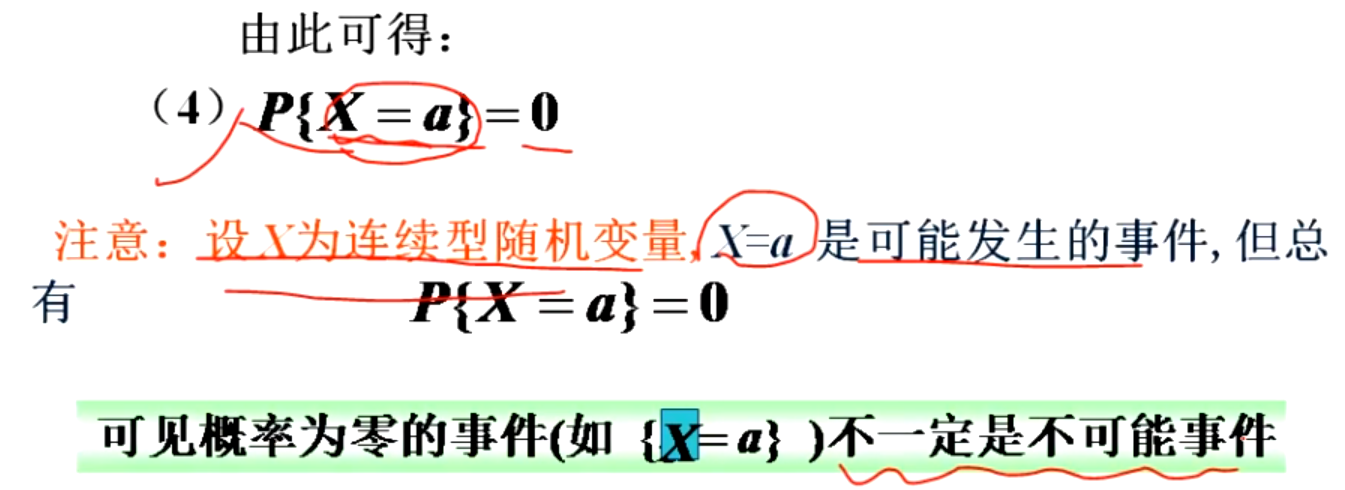 由此可得：
（4） P{X = a} = 0
注意：设X为连续型随机变量,X=a 是可能发生的事件,但总
有 P{X = a} = 0
可见概率为零的事件(如 {X= a} )不一定是不可能事件